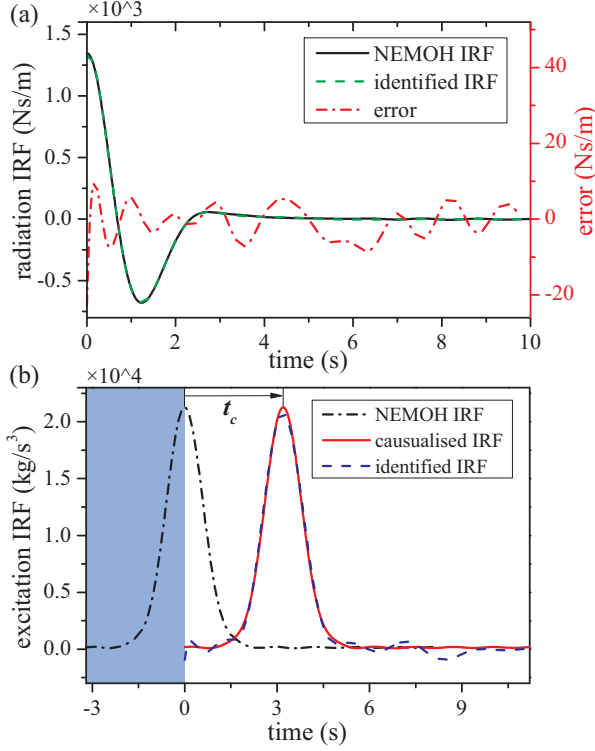 (a)
×10^3
1.5
1.0
0.5
0.0
-0.5
radiation IRF (Ns/m)
NEMOH IRF
identified IRF
error
40
20
0
-20
error (Ns/m)
0 2 4 6 8 10
time (s)
(b)
×10^4
2.0
1.5
1.0
0.5
0.0
excitation IRF (kg/s³)
t_c
NEMOH IRF
causualised IRF
identified IRF
-3 0 3 6 9
time (s)